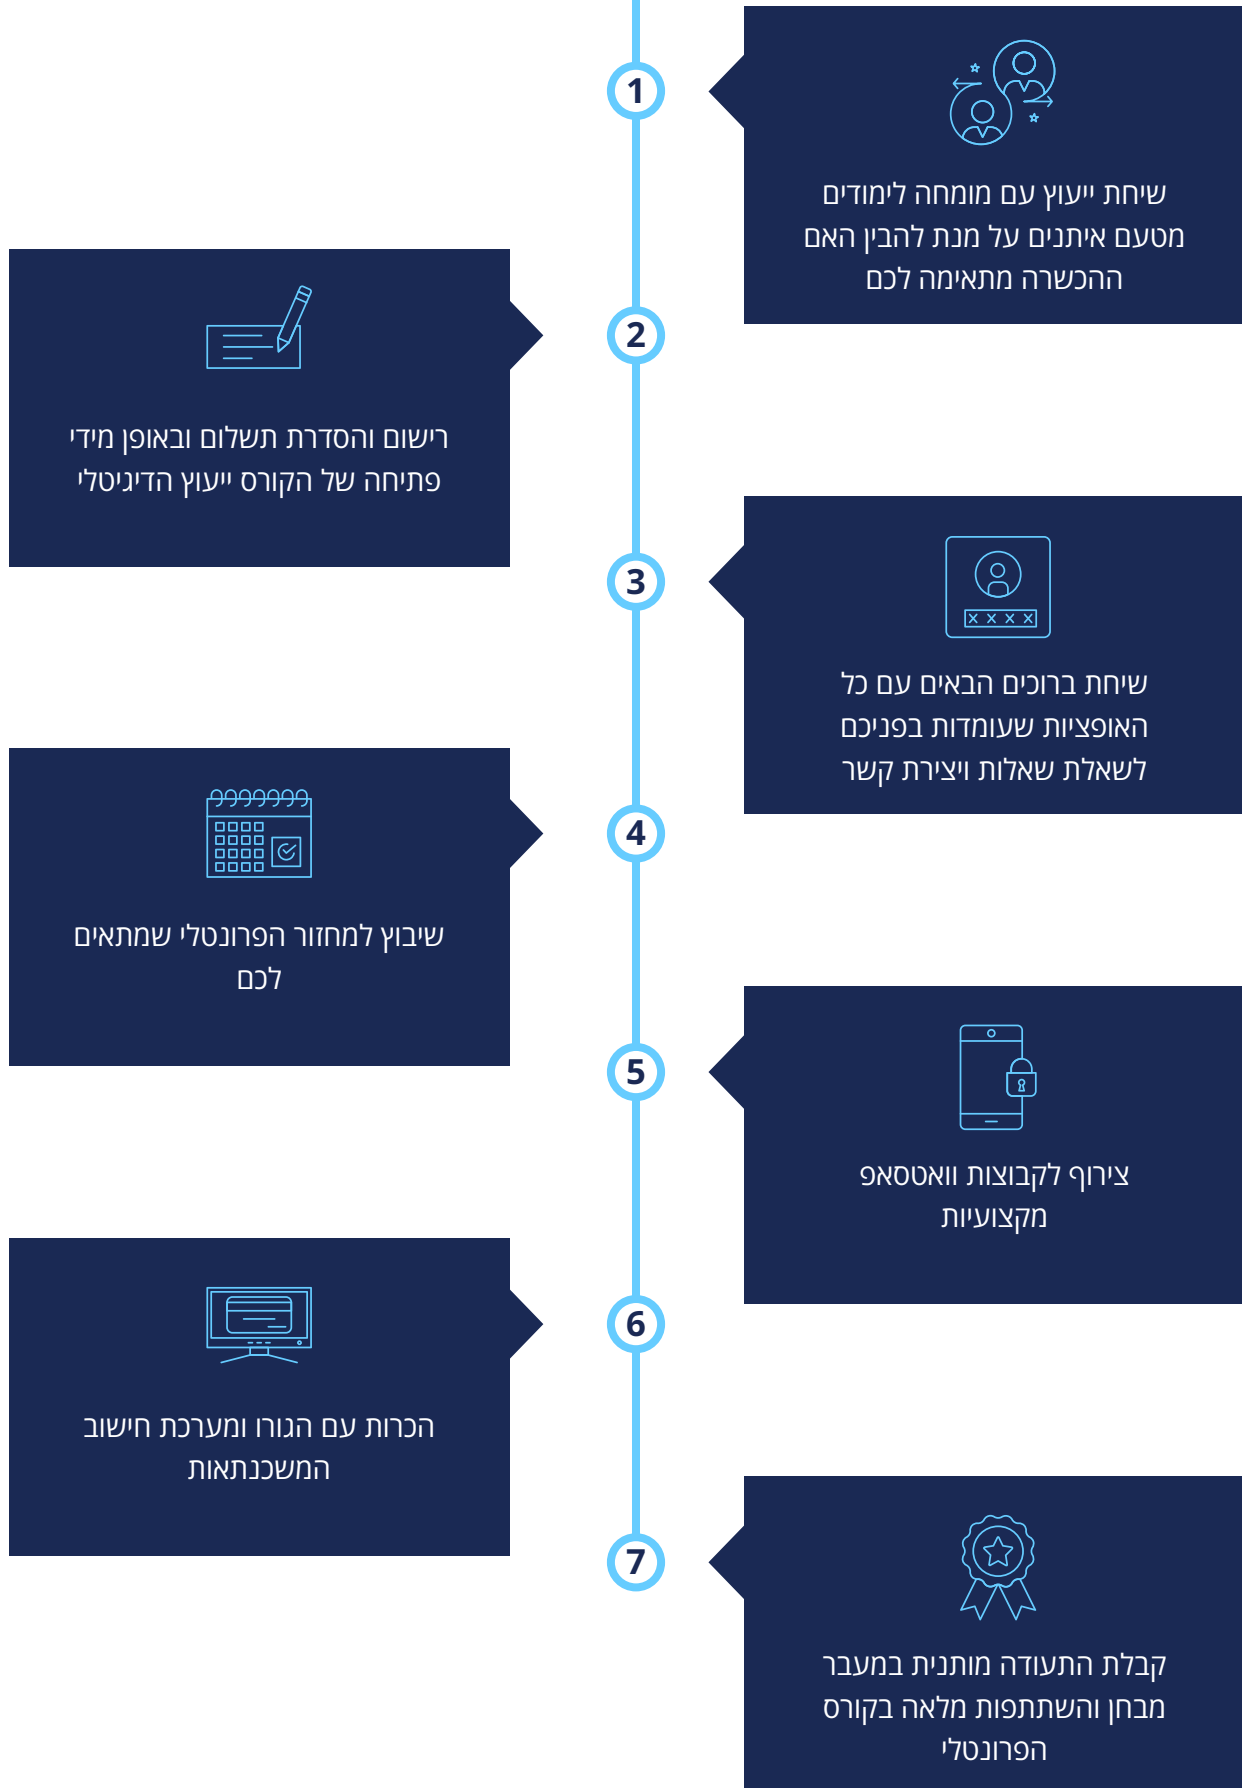 1
שיחת ייעוץ עם מומחה לימודים
מטעם איתנים על מנת להבין האם
ההכשרה מתאימה לכם
2
רישום והסדרת תשלום ובאופן מידי
פתיחה של הקורס ייעוץ הדיגיטלי
3
שיחת ברוכים הבאים עם כל
האופציות שעומדות בפניכם
לשאלת שאלות ויצירת קשר
4
שיבוץ למחזור הפרונטלי שמתאים
לכם
5
צירוף לקבוצות וואטסאפ
מקצועיות
6
הכרות עם הגורו ומערכת חישוב
המשכנתאות
7
קבלת התעודה מותנית במעבר
מבחן והשתתפות מלאה בקורס
הפרונטלי